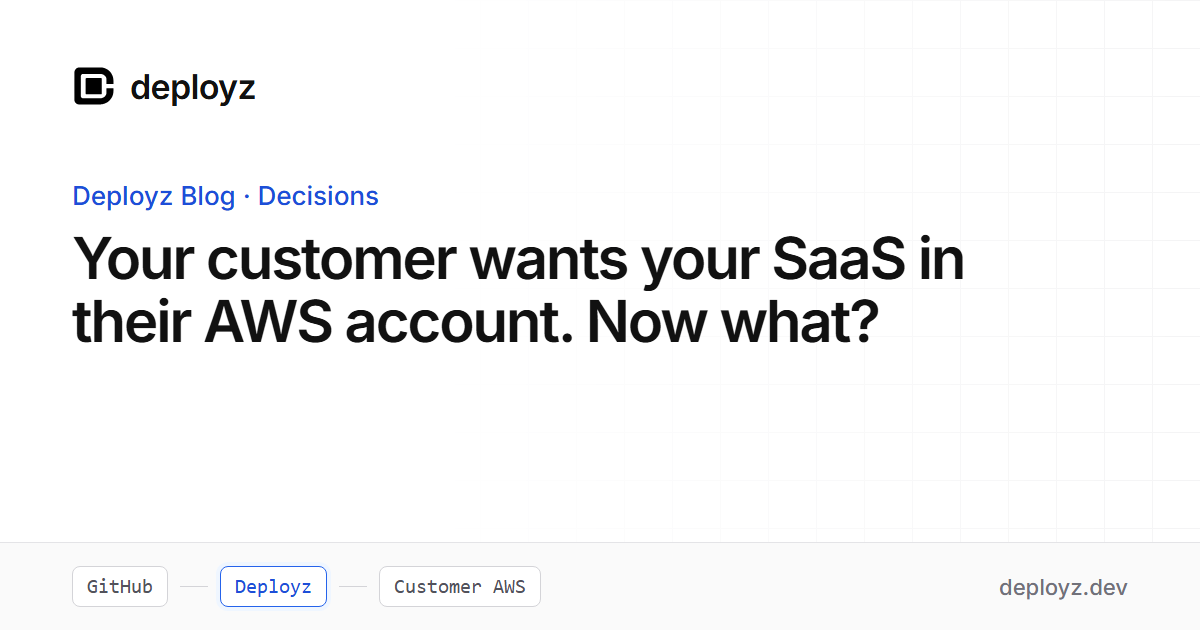 deployz
Deployz Blog · Decisions
Your customer wants your SaaS in
their AWS account. Now what?
GitHub
Deployz
Customer AWS
deployz.dev